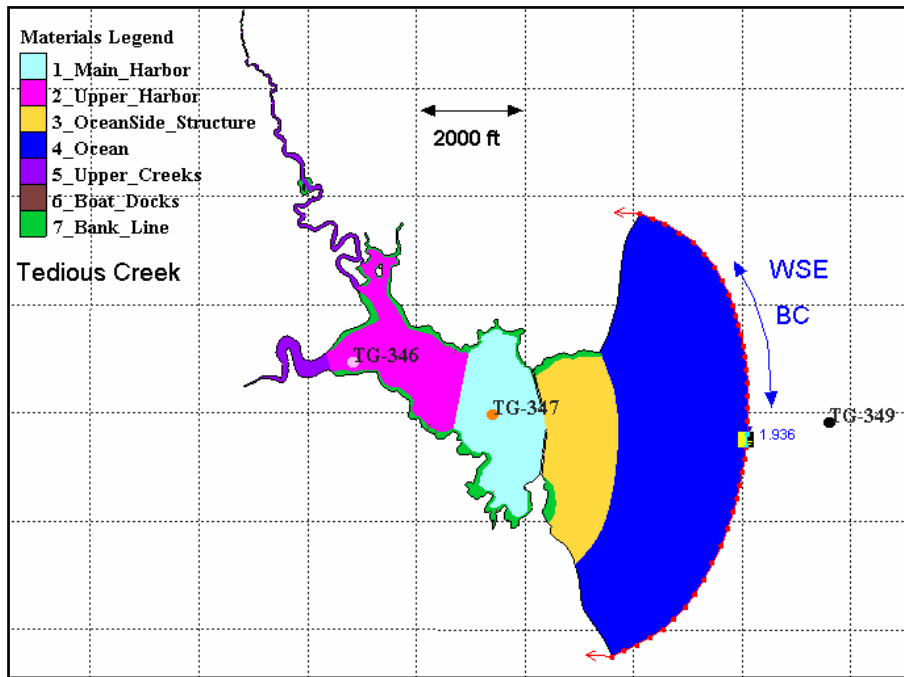 Materials Legend
1_Main_Harbor
2_Upper_Harbor
3_OceanSide_Structure
4_Ocean
5_Upper_Creeks
6_Boat_Docks
7_Bank_Line
Tedious Creek
2000 ft
WSE
BC
TG-346
TG-347
TG-349
1.936